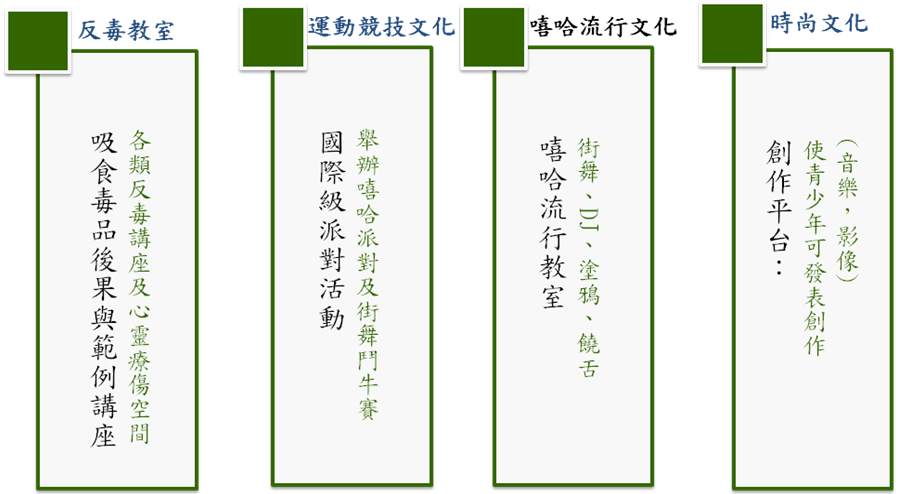 反毒教室
吸食毒品後果與範例講座
各類反毒講座及心靈療傷空間
運動競技文化
國際級派對活動
舉辦嘻哈派對及街舞鬥牛賽
嘻哈流行文化
嘻哈流行教室
街舞、DJ、塗鴉、饒舌
時尚文化
創作平台：
使青少年可發表創作
(音樂，影像)